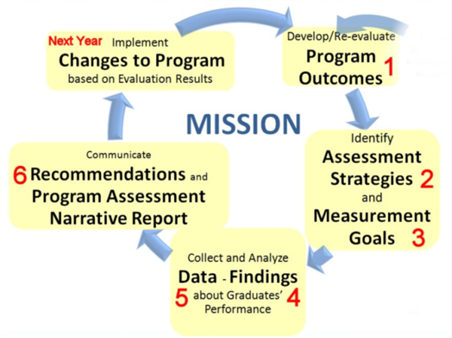 Next Year Implement
Changes to Program
based on Evaluation Results
Develop/Re-evaluate
Program
Outcomes 1
MISSION
Identify
Assessment
Strategies 2
and
Measurement
Goals 3
Collect and Analyze
Data - Findings
5 about Graduates' 4
Performance
Communicate
6 Recommendations and
Program Assessment
Narrative Report